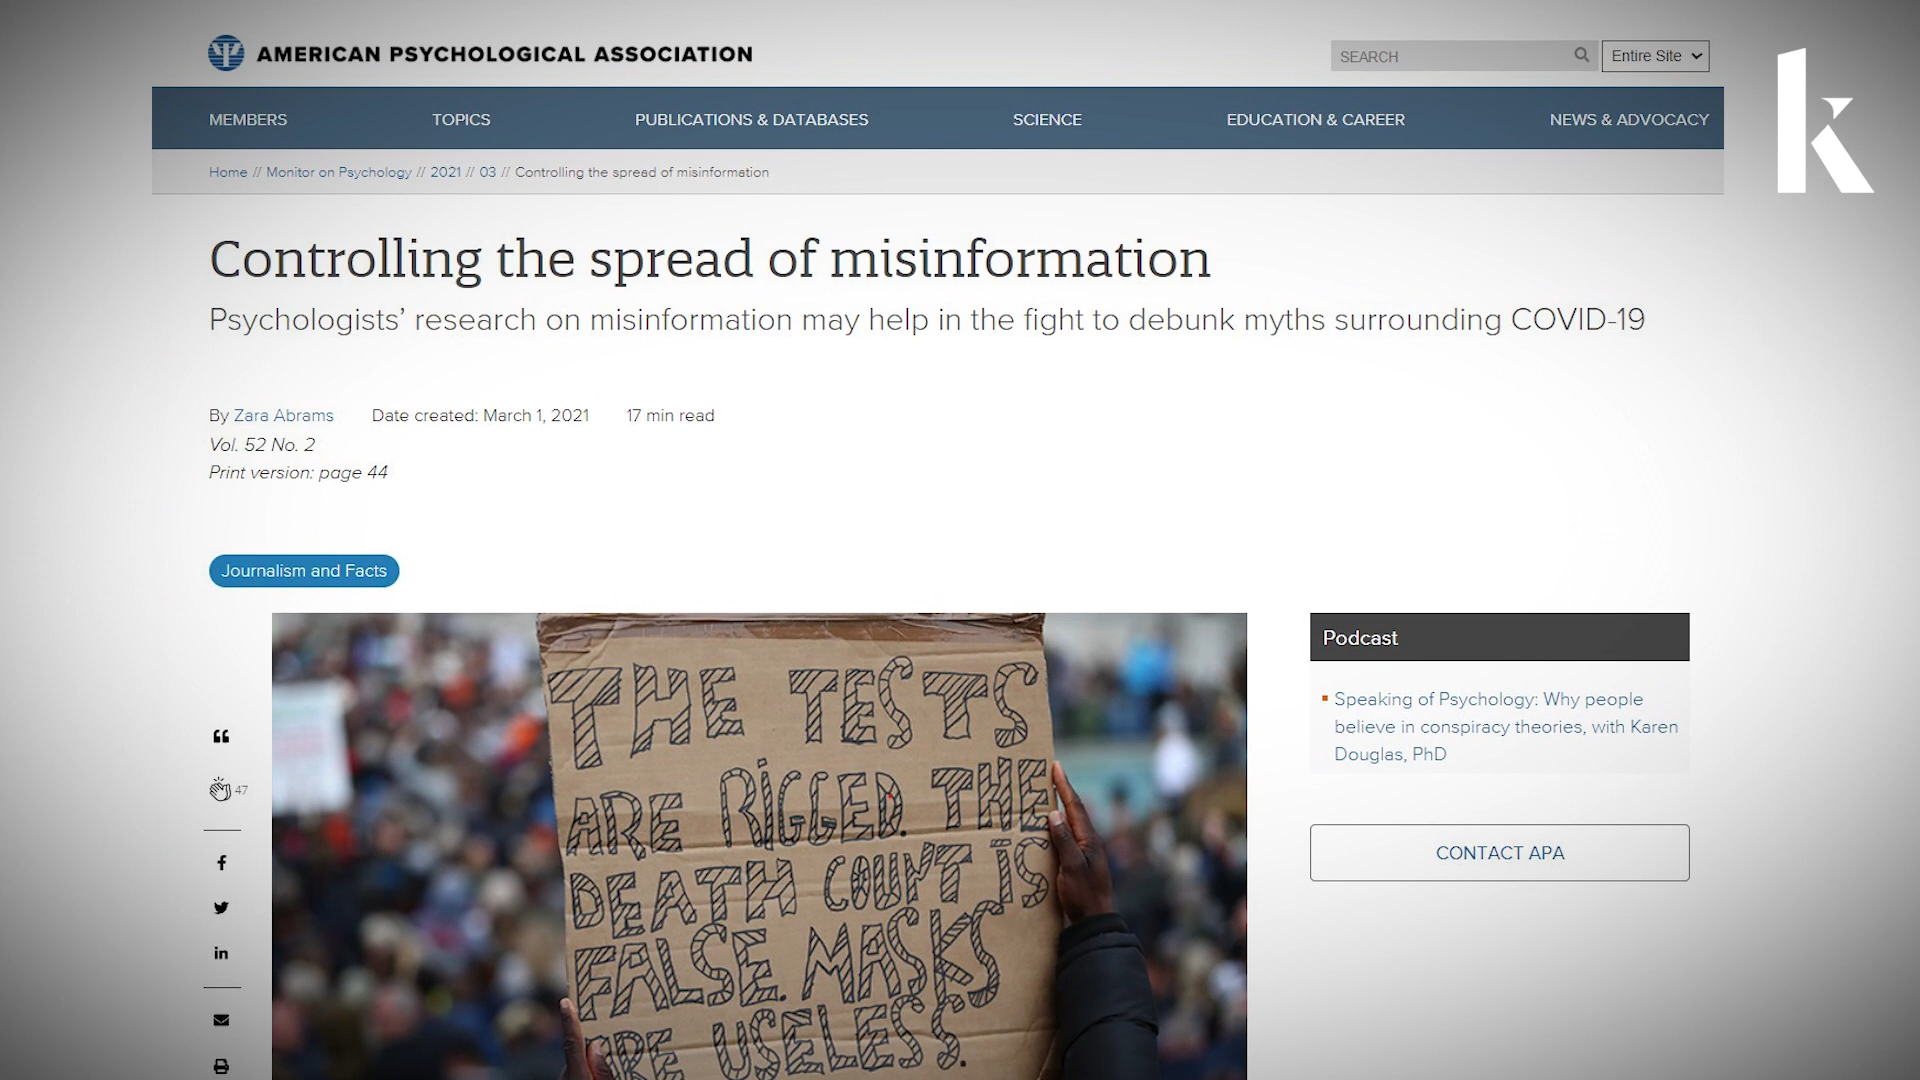 AMERICAN PSYCHOLOGICAL ASSOCIATION
SEARCH
Entire Site
MEMBERS
TOPICS
PUBLICATIONS & DATABASES
SCIENCE
EDUCATION & CAREER
NEWS & ADVOCACY
Home // Monitor on Psychology // 2021 // 03 // Controlling the spread of misinformation
k
Controlling the spread of misinformation
Psychologists’ research on misinformation may help in the fight to debunk myths surrounding COVID-19
By Zara Abrams
Date created: March 1, 2021
17 min read
Vol. 52 No. 2
Print version: page 44
Journalism and Facts
47
THE TESTS
ARE RIGGED. THE
DEATH COUNT IS
FALSE. MASKS
ARE USELESS.
Podcast
Speaking of Psychology: Why people
believe in conspiracy theories, with Karen
Douglas, PhD
CONTACT APA